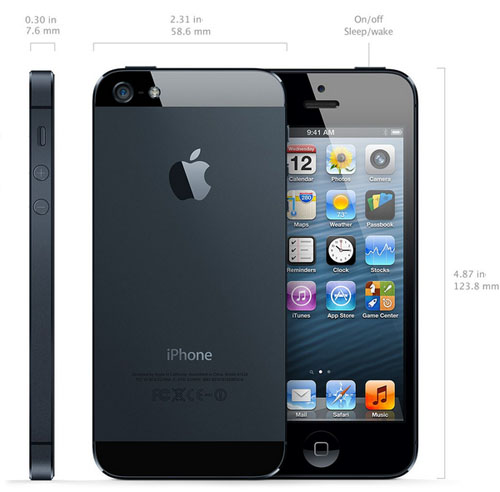 0.30 in
7.6 mm
2.31 in
58.6 mm
On/off
Sleep/wake
9:41 AM
Wednesday
12
Calendar
Photos
Camera
280
Maps
73°
Weather
Passbook
Reminders
Clock
Stocks
iTunes
App Store
Game Center
4.87 in
123.8 mm
iPhone
Mail
Safari
Music